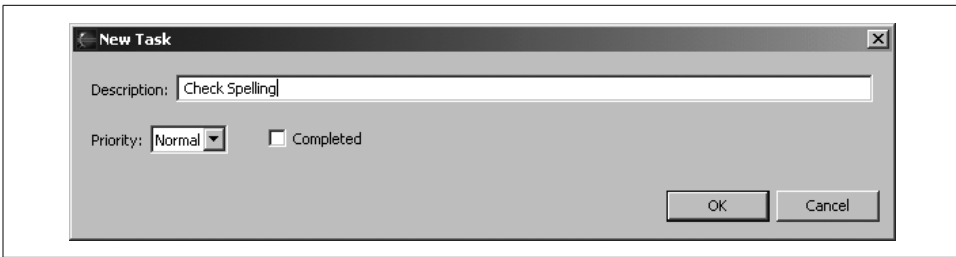 New Task
Description: Check Spelling
Priority: Normal Completed
OK Cancel